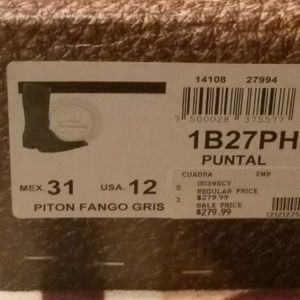 14108 27994
7 500028 375577
1B27PH
PUNTAL
MEX. 31 USA. 12
PITON FANGO GRIS
CUADRA EWB
00396CV
REGULAR PRICE
$279.99
SALE PRICE
$279.99